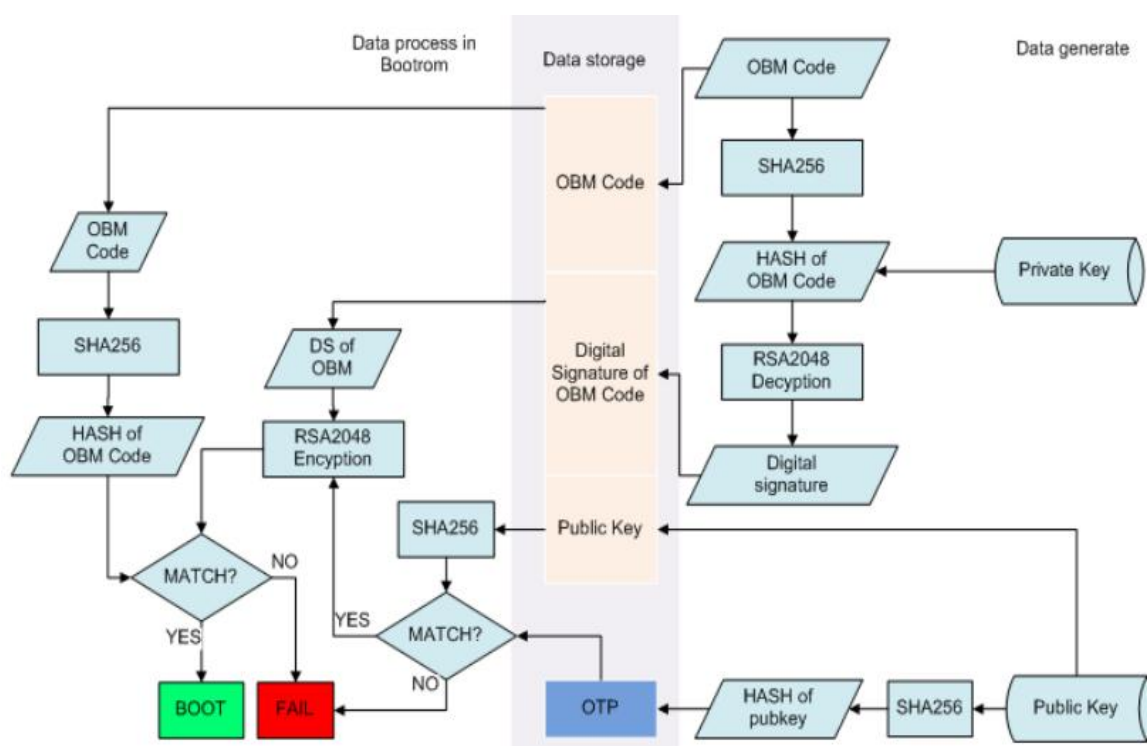 Data process in
Bootrom
Data storage
Data generate
OBM Code
SHA256
HASH of
OBM Code
Private Key
RSA2048
Decyption
Digital
signature
OBM Code
Digital
Signature of
OBM Code
Public Key
OBM
Code
SHA256
HASH of
OBM Code
DS of
OBM
RSA2048
Encyption
SHA256
MATCH?
NO
YES
MATCH?
YES
NO
BOOT
FAIL
OTP
HASH of
pubkey
SHA256
Public Key